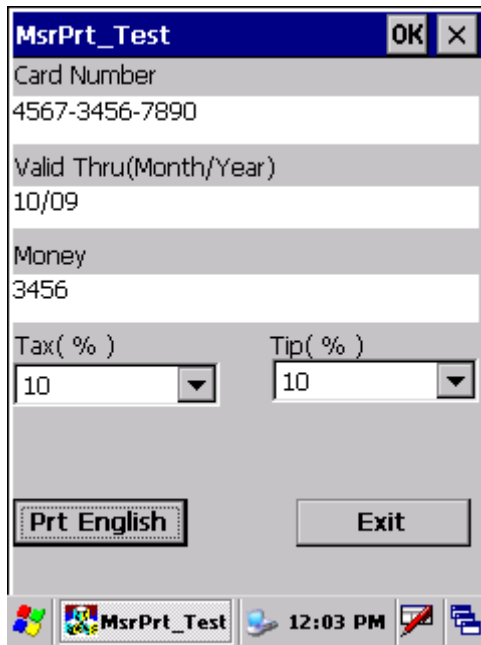 MsrPrt_Test OK
Card Number
4567-3456-7890
Valid Thru(Month/Year)
10/09
Money
3456
Tax( % ) Tip( % )
10 10
Prt English Exit
MsrPrt_Test 12:03 PM